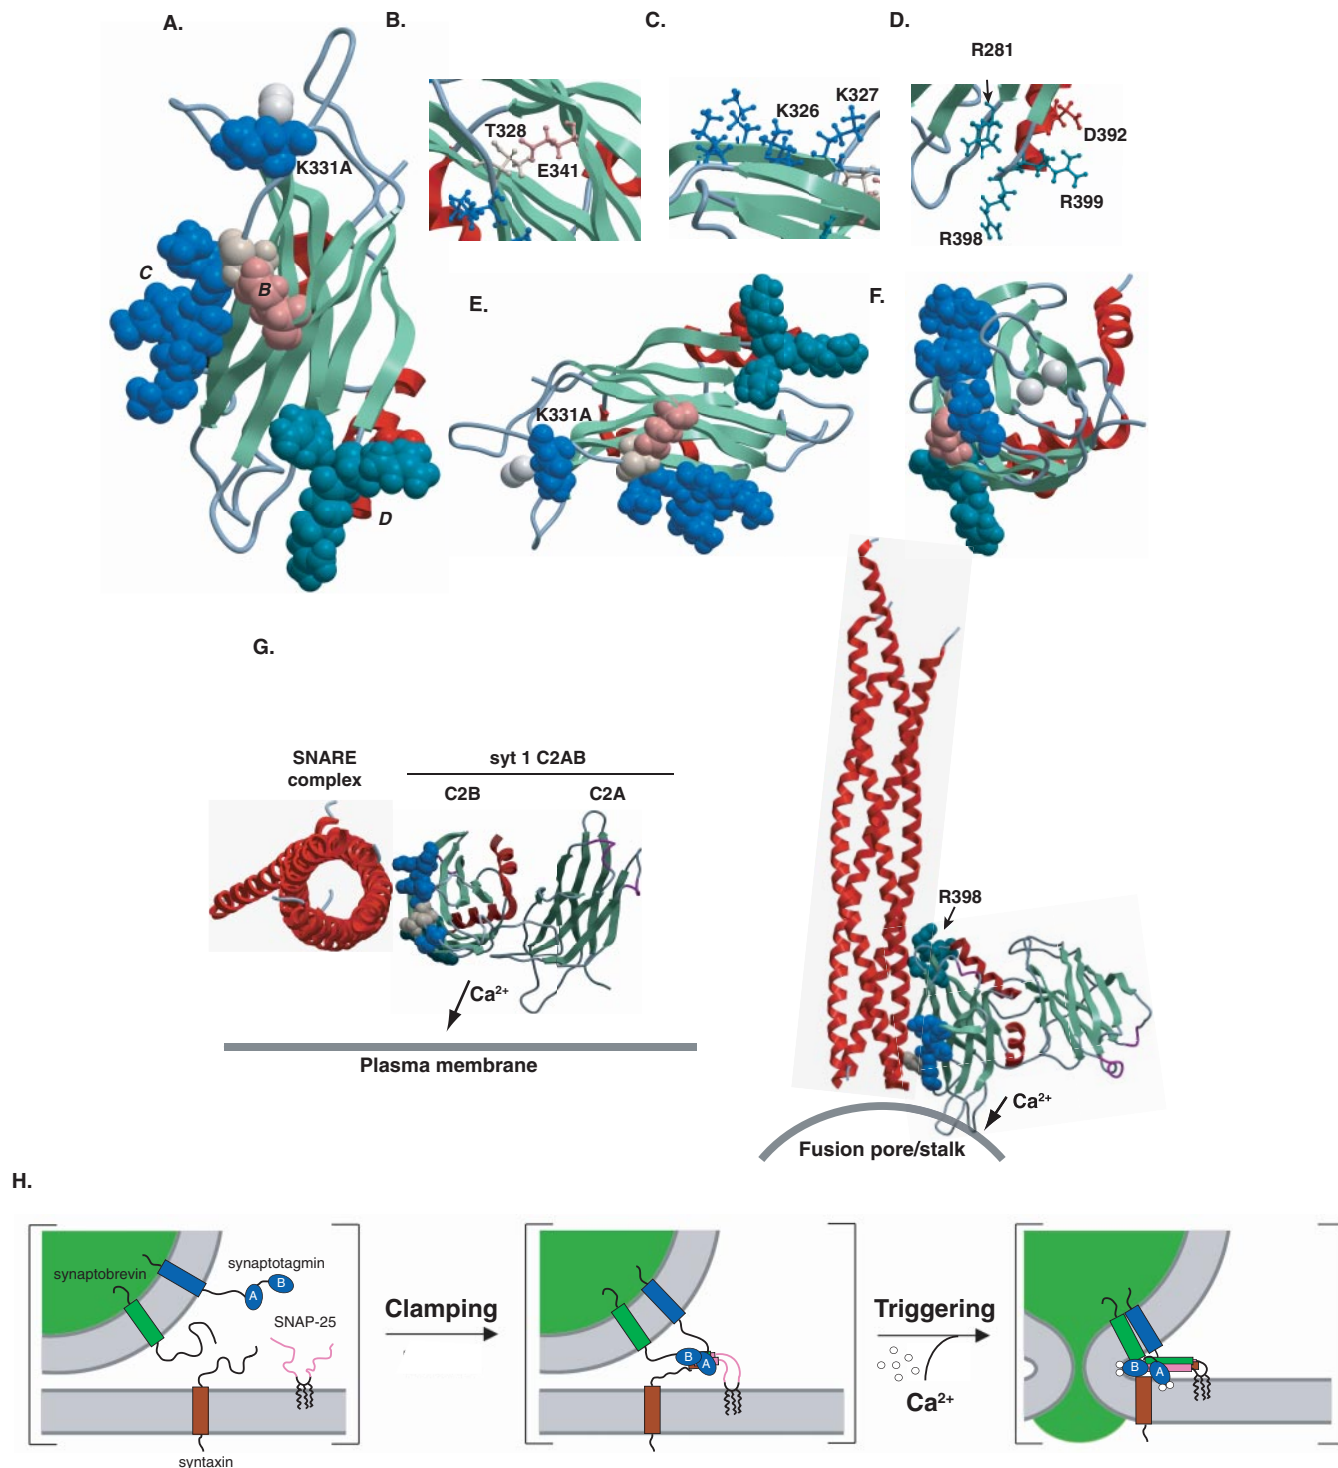 A.
B.
C.
D.
R281
K327
K326
T328
E341
D392
R399
R398
K331A
C
B
D
E.
F.
K331A
G.
SNARE
complex
syt 1 C2AB
C2B
C2A
R398
Ca2+
Plasma membrane
Ca2+
Fusion pore/stalk
H.
synaptobrevin
synaptotagmin
A
B
SNAP-25
syntaxin
Clamping
B
A
Triggering
Ca2+
B
A